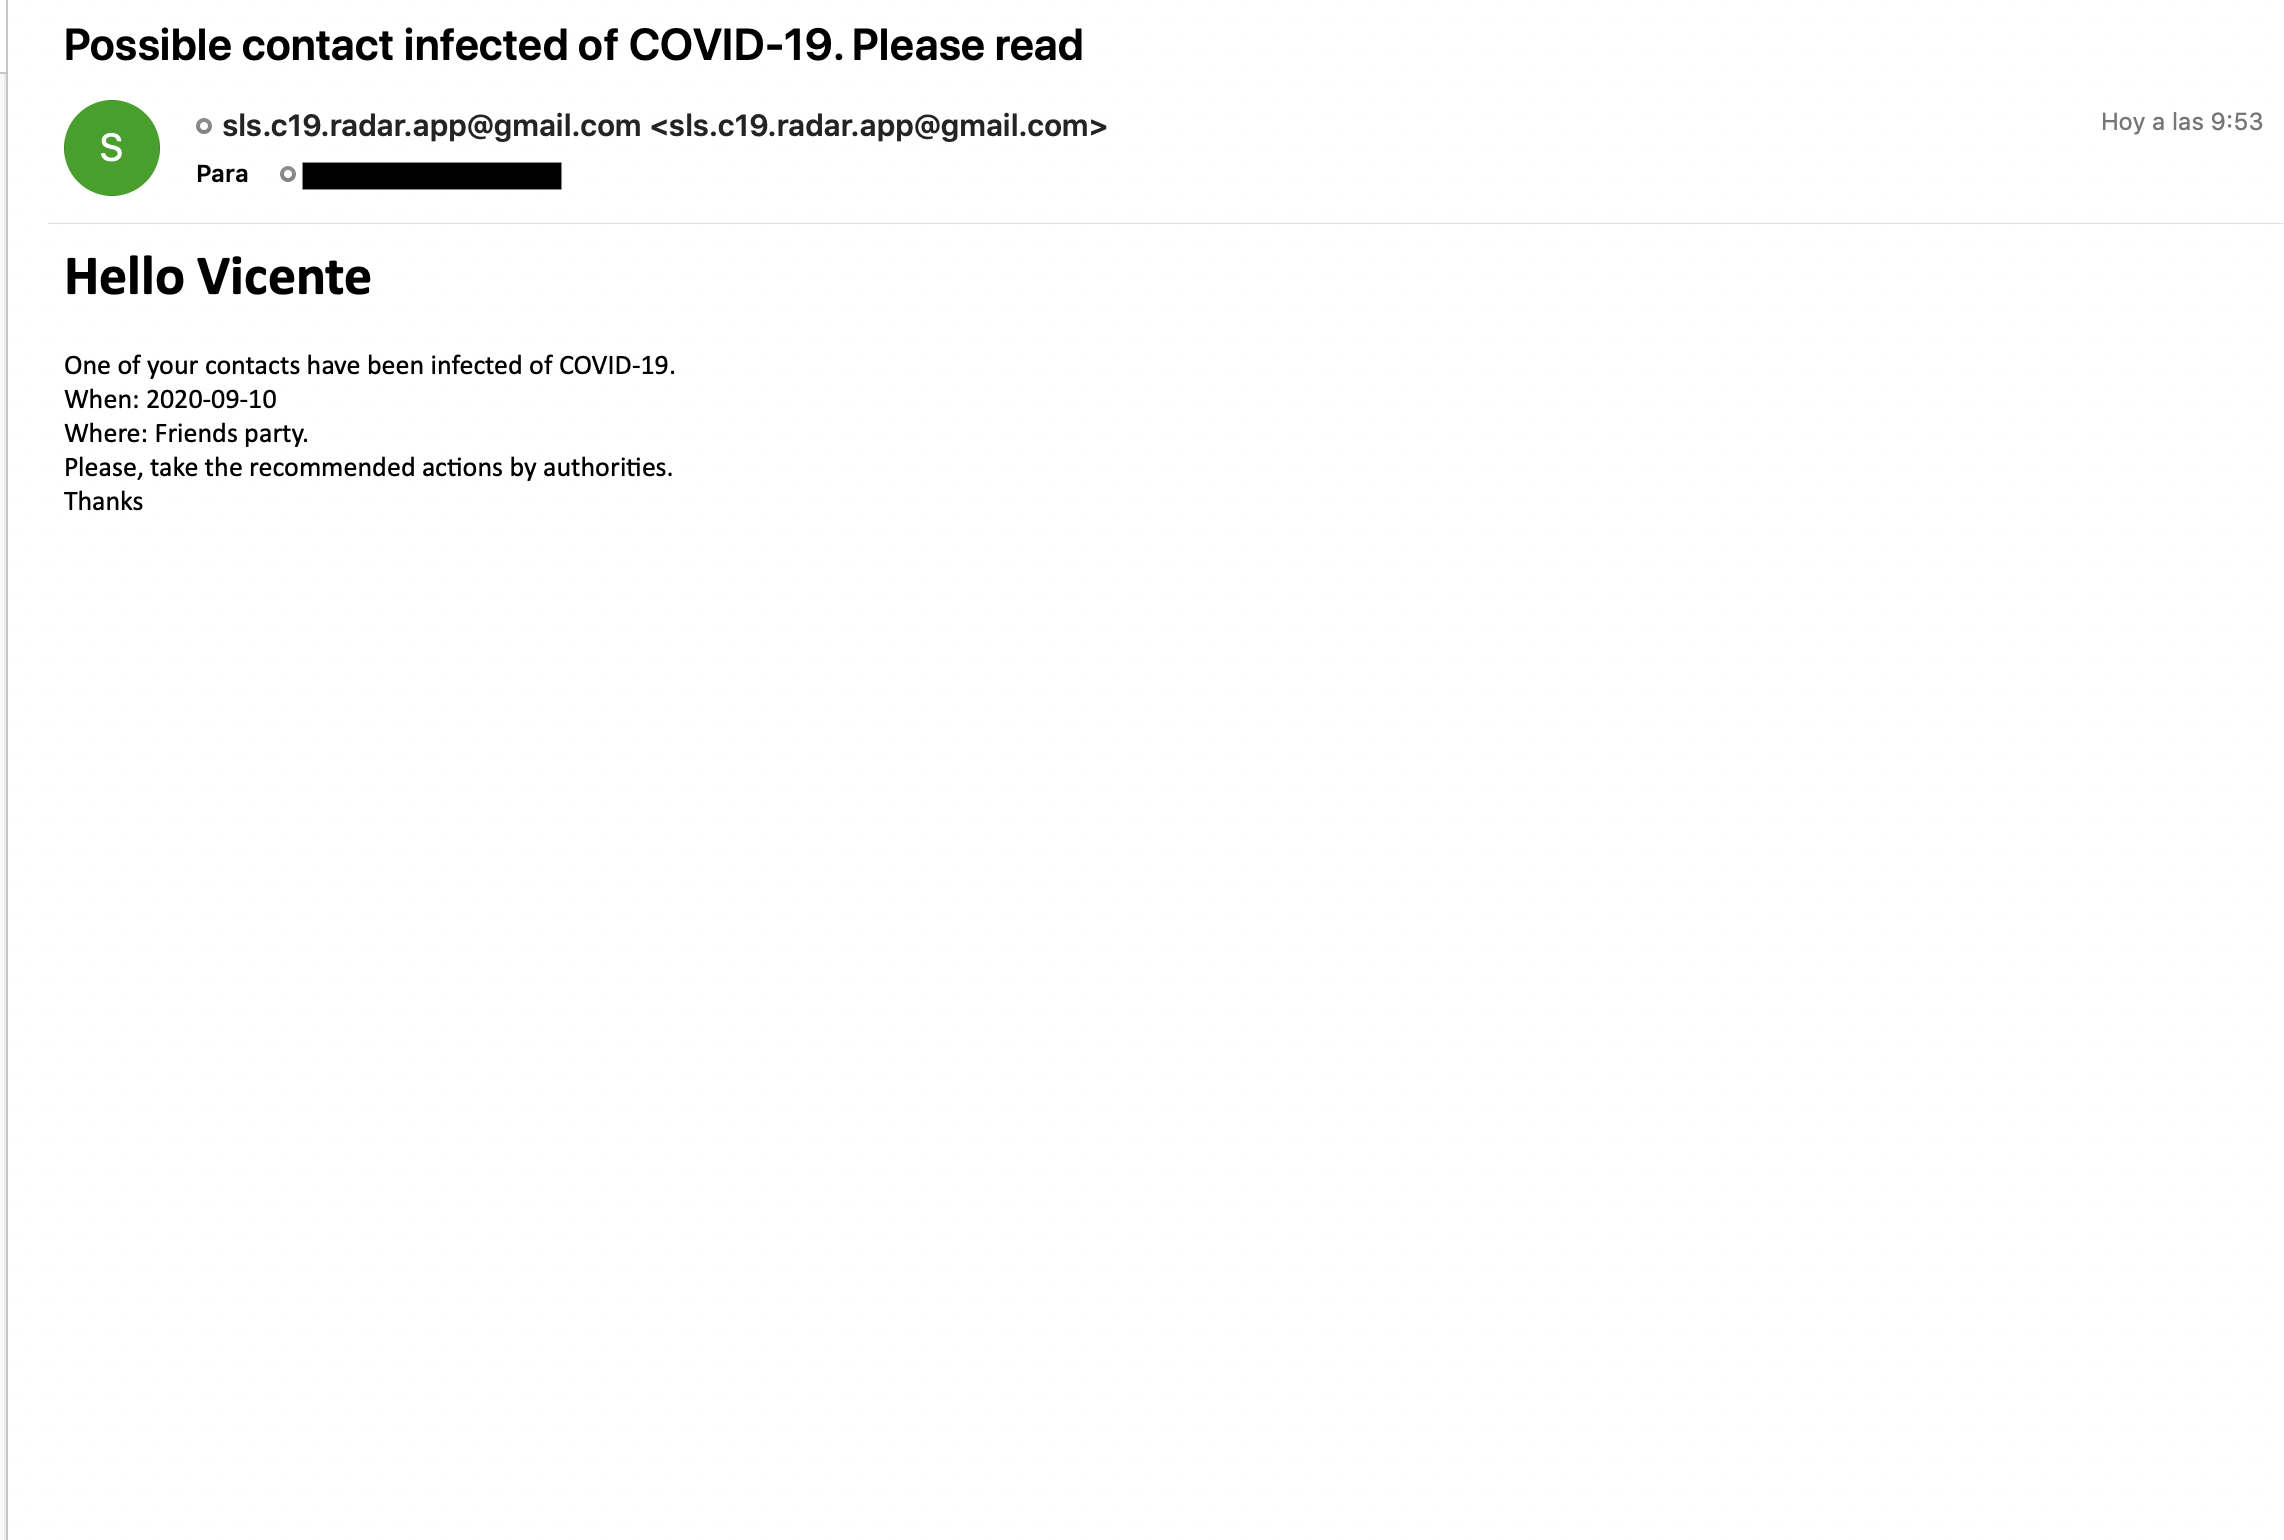 Possible contact infected of COVID-19. Please read
S
sls.c19.radar.app@gmail.com <sls.c19.radar.app@gmail.com>
Hoy a las 9:53
Para
Hello Vicente
One of your contacts have been infected of COVID-19.
When: 2020-09-10
Where: Friends party.
Please, take the recommended actions by authorities.
Thanks